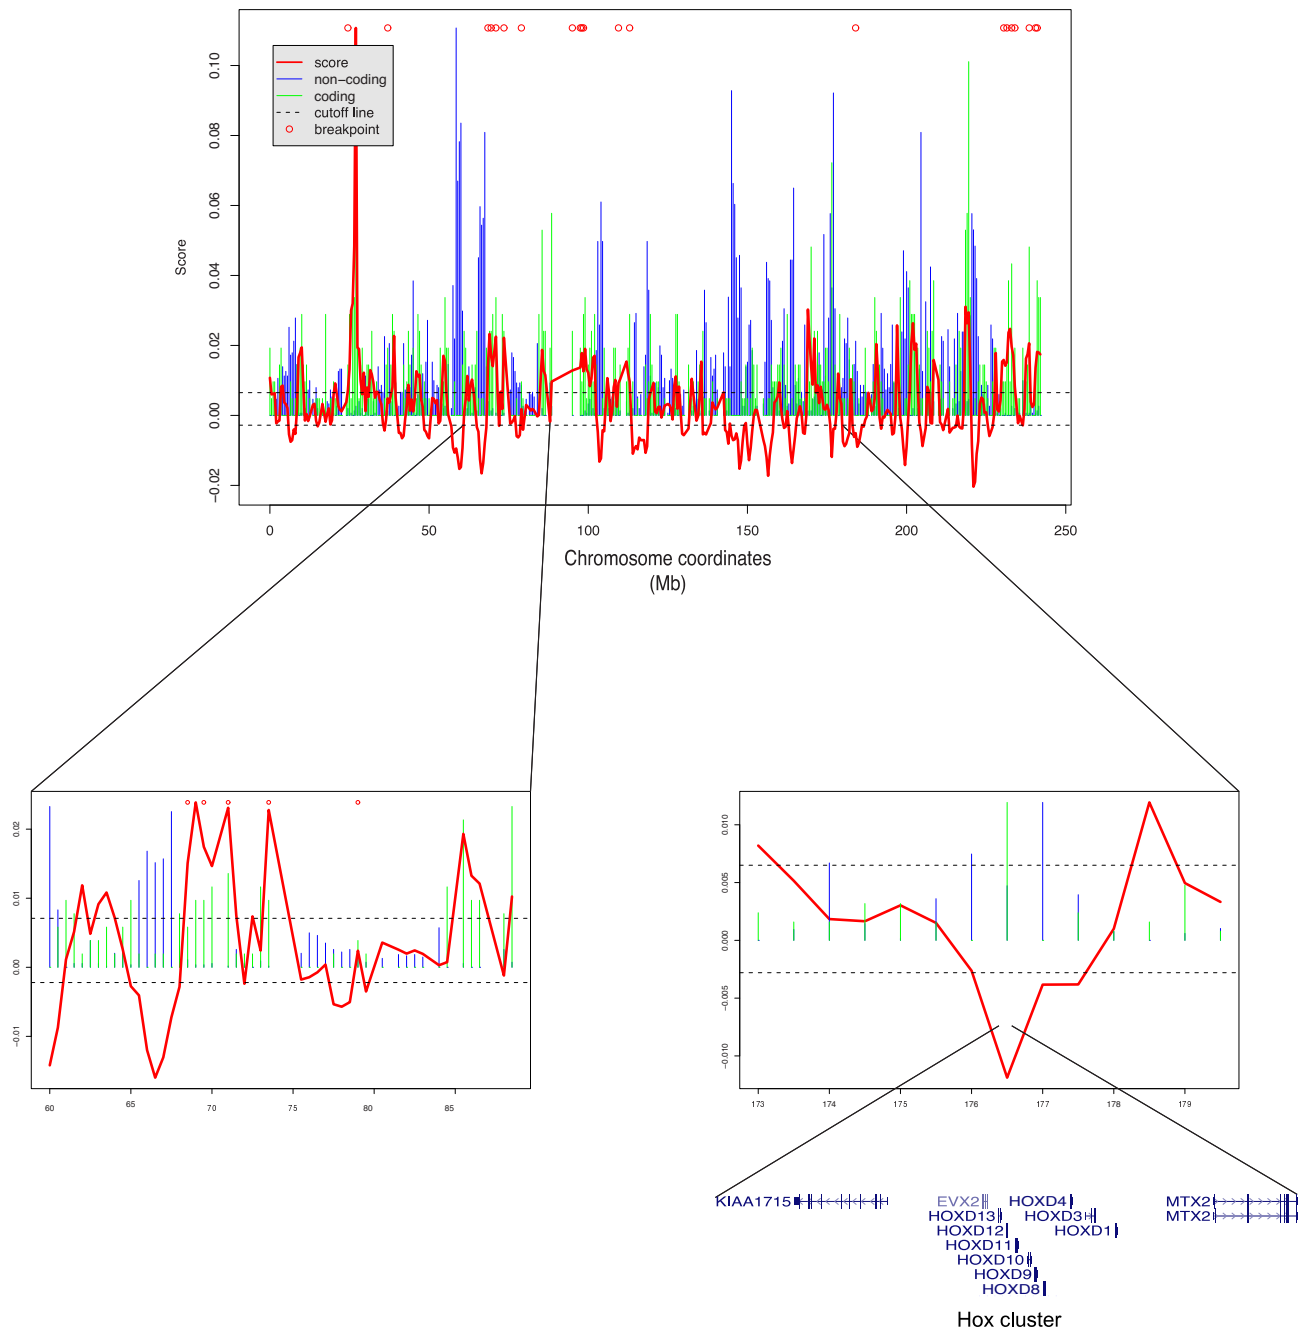 score
non−coding
coding
cutoff line
breakpoint
Score
0.10
0.08
0.06
0.04
0.02
0.00
−0.02
0
50
100
150
200
250
Chromosome coordinates
(Mb)
0.02
0.01
0.00
−0.01
60
65
70
75
80
85
0.010
0.005
0.000
−0.005
−0.010
173
174
175
176
177
178
179
KIAA1715
EVX2
HOXD4
MTX2
HOXD13
HOXD3
MTX2
HOXD12
HOXD1
HOXD11
HOXD10
HOXD9
HOXD8
Hox cluster